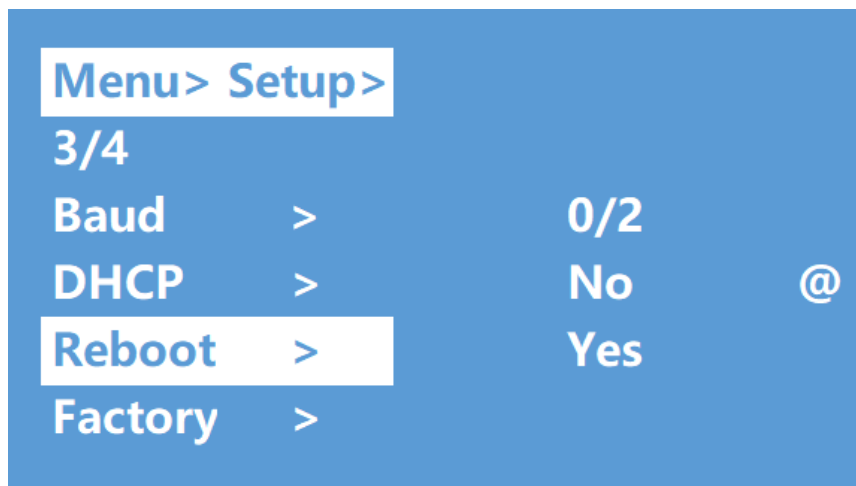 Menu> Setup>
3/4
Baud > 0/2
DHCP > No @
Reboot > Yes
Factory >